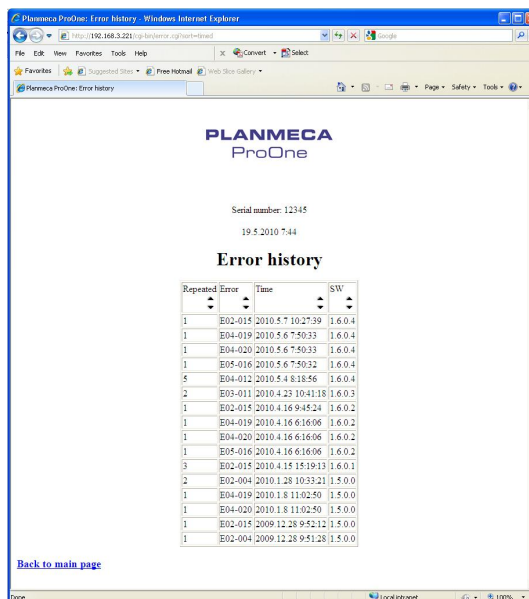 Planmeca ProOne: Error history - Windows Internet Explorer
http://192.168.3.221/cgi-bin/error.cgi?sort=timed
Google
File Edit View Favorites Tools Help
x Convert Select
Favorites Suggested Sites Free Hotmail Web Slice Gallery
Planmeca ProOne: Error history
Page Safety Tools
PLANMECA
ProOne
Serial number: 12345
19.5.2010 7:44
Error history
Repeated Error Time SW
1 E02-015 2010.5.7 10:27:39 1.6.0.4
1 E04-019 2010.5.6 7:50:33 1.6.0.4
1 E04-020 2010.5.6 7:50:33 1.6.0.4
1 E05-016 2010.5.6 7:50:32 1.6.0.4
5 E04-012 2010.5.4 8:18:56 1.6.0.4
2 E03-011 2010.4.23 10:41:18 1.6.0.3
1 E02-015 2010.4.16 9:45:24 1.6.0.2
1 E04-019 2010.4.16 6:16:06 1.6.0.2
1 E04-020 2010.4.16 6:16:06 1.6.0.2
1 E05-016 2010.4.16 6:16:06 1.6.0.2
3 E02-015 2010.4.15 15:19:13 1.6.0.1
2 E02-004 2010.1.28 10:33:21 1.5.0.0
1 E04-019 2010.1.8 11:02:50 1.5.0.0
1 E04-020 2010.1.8 11:02:50 1.5.0.0
1 E02-015 2009.12.28 9:52:12 1.5.0.0
1 E02-004 2009.12.28 9:51:28 1.5.0.0
Back to main page
Done Local intranet 100%